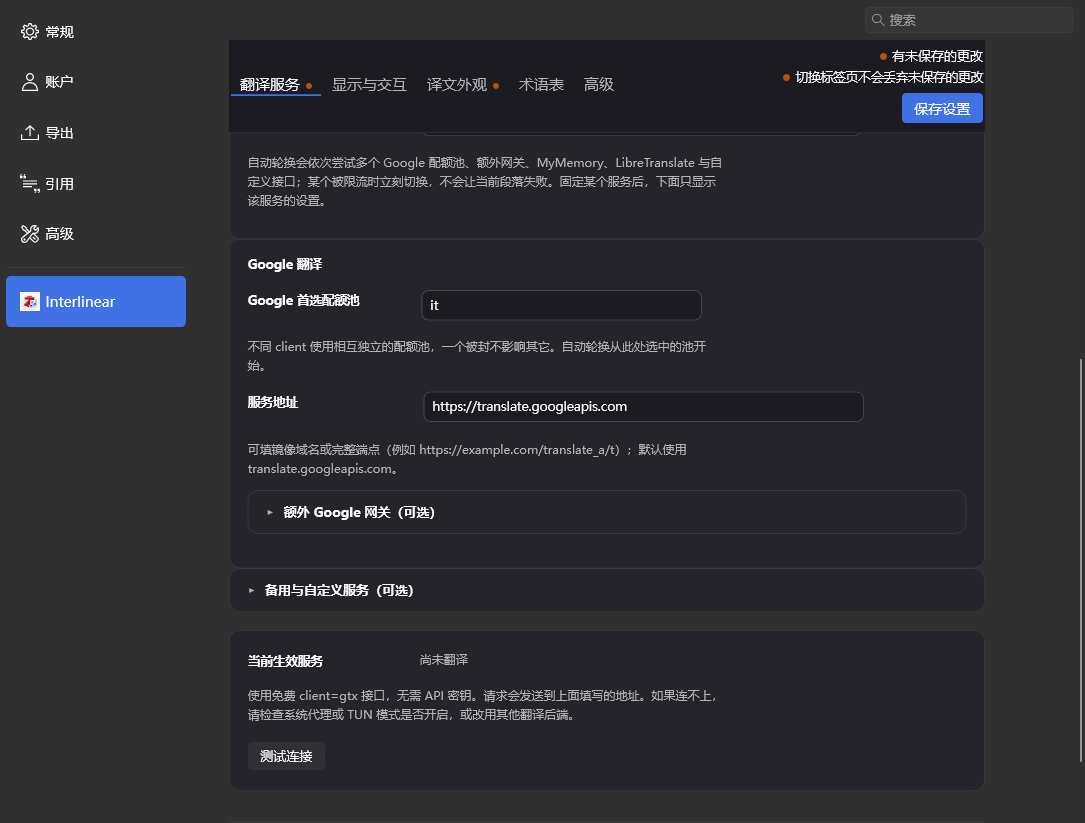 常规
账户
导出
引用
高级
Interlinear
搜索
有未保存的更改
切换标签页不会丢弃未保存的更改
保存设置
翻译服务
显示与交互
译文外观
术语表
高级
自动轮换会依次尝试多个 Google 配额池、额外网关、MyMemory、LibreTranslate 与自
定义接口；某个被限流时立刻切换，不会让当前段落失败。固定某个服务后，下面只显示
该服务的设置。
Google 翻译
Google 首选配额池
it
不同 client 使用相互独立的配额池，一个被封不影响其它。自动轮换从此处选中的池开
始。
服务地址
https://translate.googleapis.com
可填镜像域名或完整端点（例如 https://example.com/translate_a/t）；默认使用
translate.googleapis.com。
额外 Google 网关（可选）
备用与自定义服务（可选）
当前生效服务
尚未翻译
使用免费 client=gtx 接口，无需 API 密钥。请求会发送到上面填写的地址。如果连不上，
请检查系统代理或 TUN 模式是否开启，或改用其他翻译后端。
测试连接